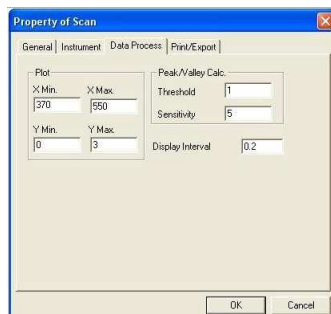 Property of Scan
General Instrument Data Process Print/Export
Plot
X Min. X Max.
370 550
Y Min. Y Max.
0 3
Peak/Valley Calc.
Threshold 1
Sensitivity 5
Display Interval 0.2
OK Cancel